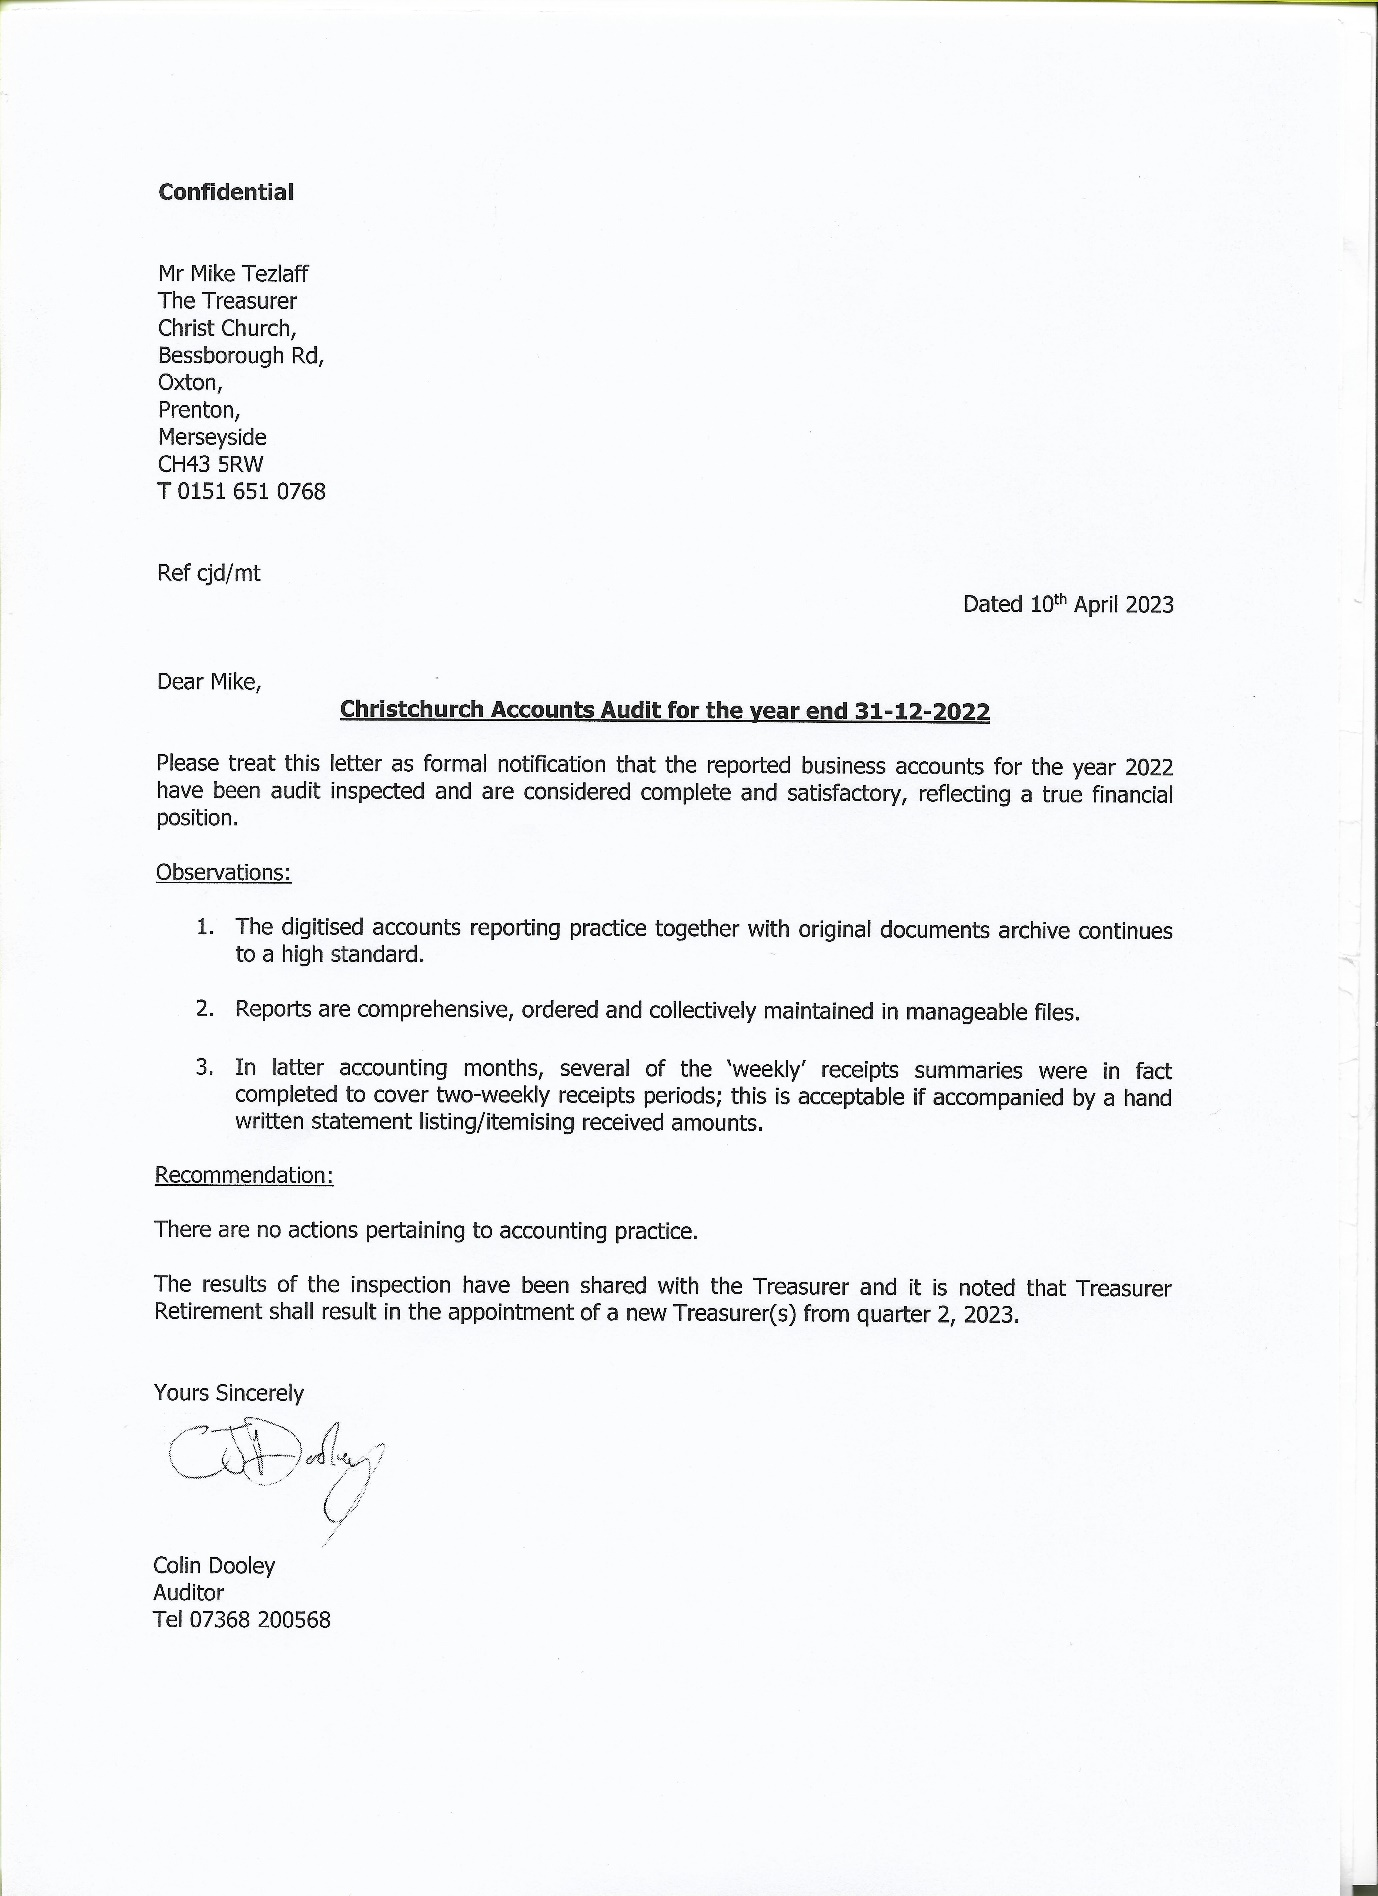 Confidential
Mr Mike Tezlaff
The Treasurer
Christ Church,
Bessborough Rd,
Oxton,
Prenton,
Merseyside
CH43 5RW
T 0151 651 0768
Ref cjd/mt
Dated 10th April 2023
Dear Mike,
Christchurch Accounts Audit for the year end 31-12-2022
Please treat this letter as formal notification that the reported business accounts for the year 2022
have been audit inspected and are considered complete and satisfactory, reflecting a true financial
position.
Observations:
1. The digitised accounts reporting practice together with original documents archive continues
to a high standard.
2. Reports are comprehensive, ordered and collectively maintained in manageable files.
3. In latter accounting months, several of the ‘weekly’ receipts summaries were in fact
completed to cover two-weekly receipts periods; this is acceptable if accompanied by a hand
written statement listing/itemising received amounts.
Recommendation:
There are no actions pertaining to accounting practice.
The results of the inspection have been shared with the Treasurer and it is noted that Treasurer
Retirement shall result in the appointment of a new Treasurer(s) from quarter 2, 2023.
Yours Sincerely
CJDooley
Colin Dooley
Auditor
Tel 07368 200568